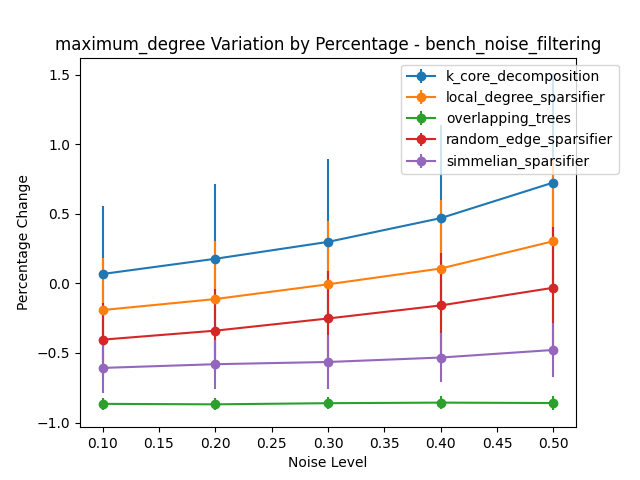 maximum_degree Variation by Percentage - bench_noise_filtering
k_core_decomposition
local_degree_sparsifier
overlapping_trees
random_edge_sparsifier
simmelian_sparsifier
Percentage Change
1.5
1.0
0.5
0.0
−0.5
−1.0
0.10 0.15 0.20 0.25 0.30 0.35 0.40 0.45 0.50
Noise Level